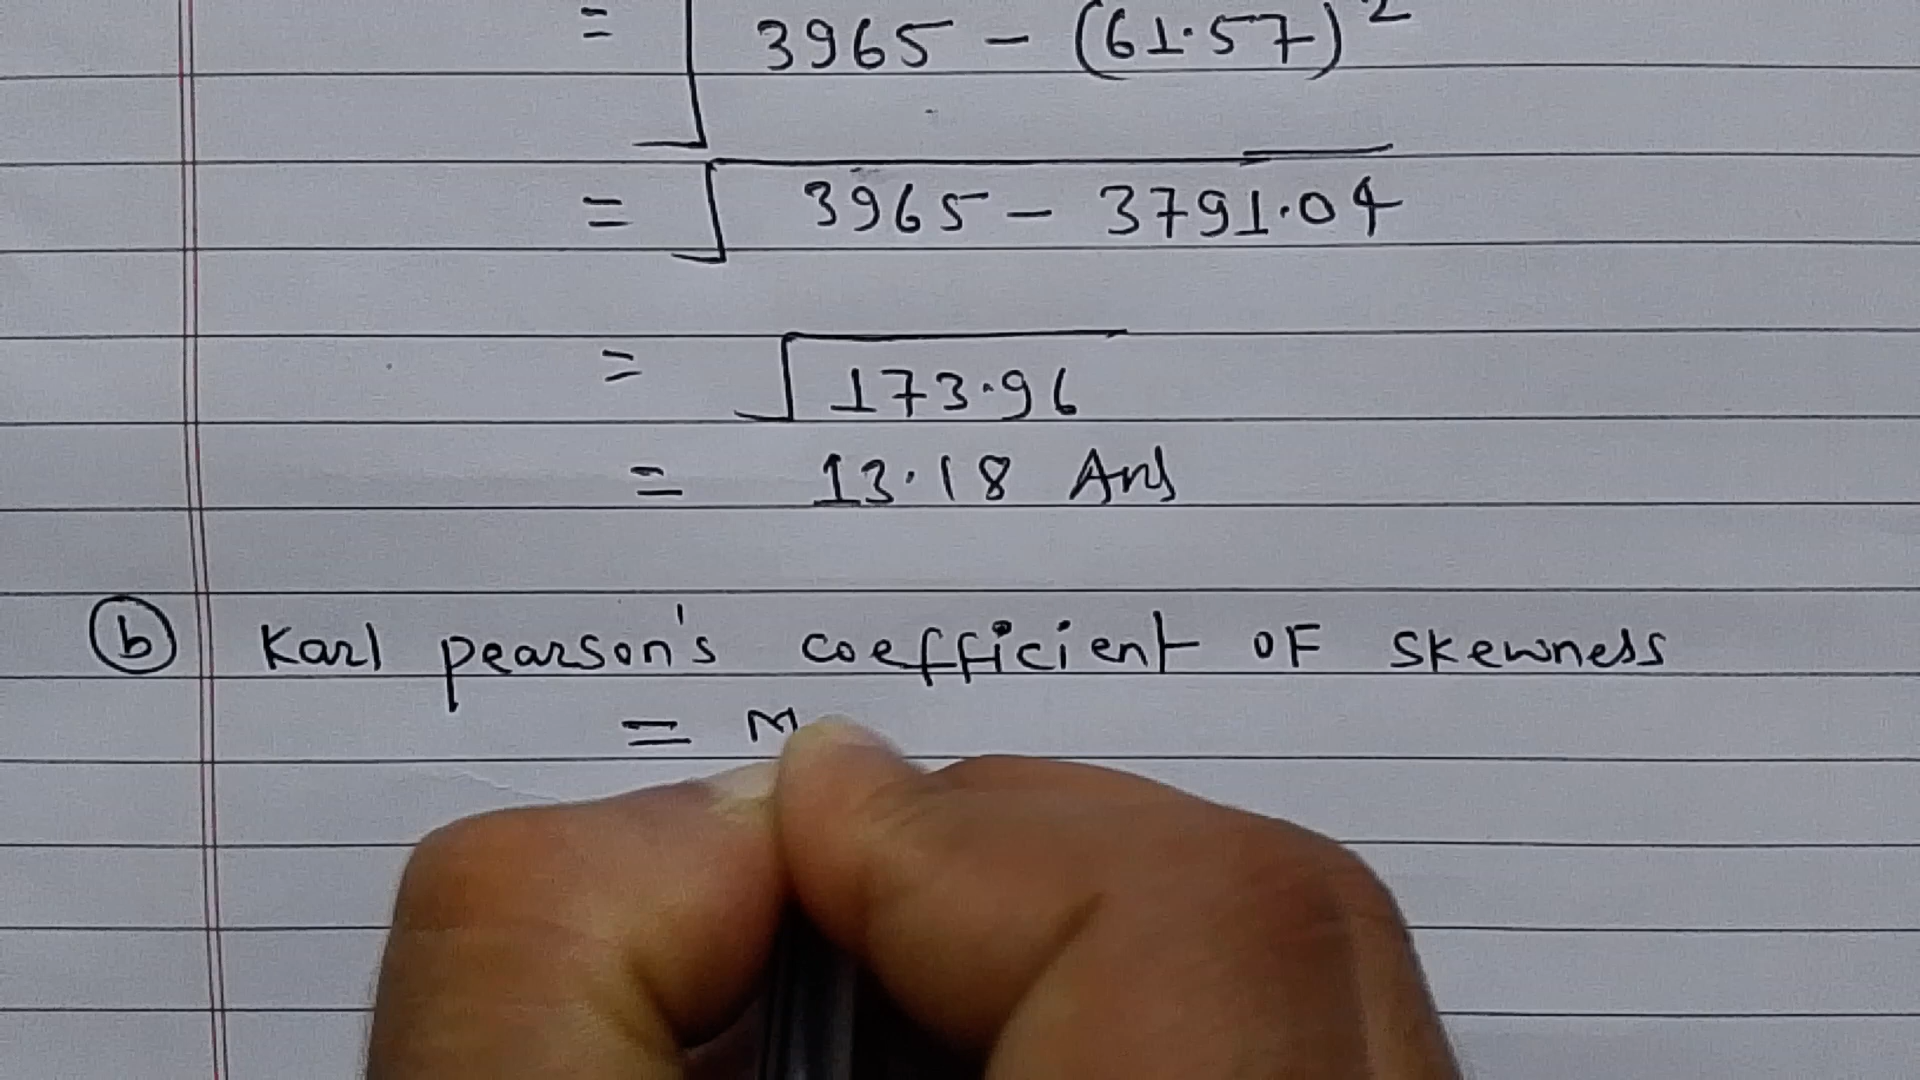 = √3965 - (61.57)²
= √3965 - 3791.04
= √173.96
= 13.18 Ans
(b) Karl pearson's coefficient OF skewness
= M